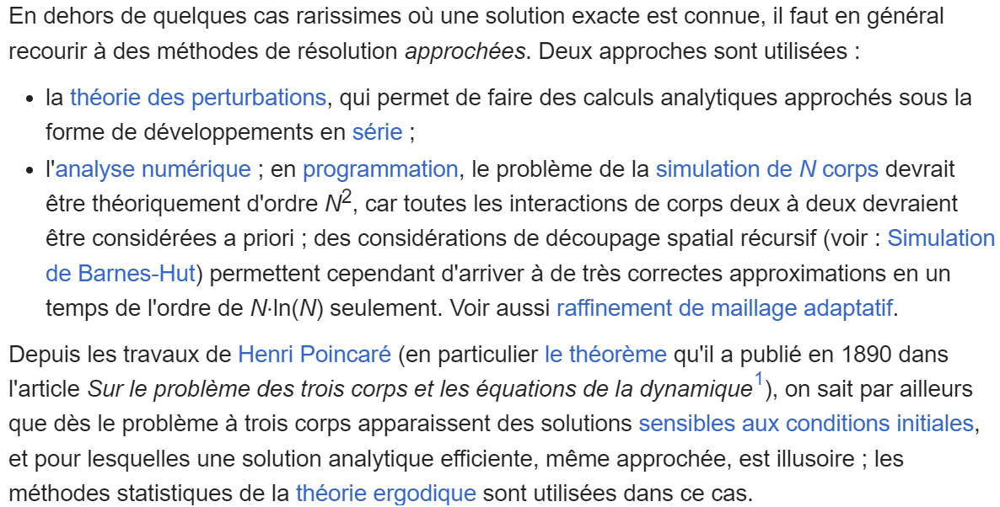 En dehors de quelques cas rarissimes où une solution exacte est connue, il faut en général
recourir à des méthodes de résolution approchées. Deux approches sont utilisées :
• la théorie des perturbations, qui permet de faire des calculs analytiques approchés sous la
forme de développements en série ;
• l'analyse numérique ; en programmation, le problème de la simulation de N corps devrait
être théoriquement d'ordre N², car toutes les interactions de corps deux à deux devraient
être considérées a priori ; des considérations de découpage spatial récursif (voir : Simulation
de Barnes-Hut) permettent cependant d'arriver à de très correctes approximations en un
temps de l'ordre de N·ln(N) seulement. Voir aussi raffinement de maillage adaptatif.
Depuis les travaux de Henri Poincaré (en particulier le théorème qu'il a publié en 1890 dans
l'article Sur le problème des trois corps et les équations de la dynamique¹), on sait par ailleurs
que dès le problème à trois corps apparaissent des solutions sensibles aux conditions initiales,
et pour lesquelles une solution analytique efficiente, même approchée, est illusoire ; les
méthodes statistiques de la théorie ergodique sont utilisées dans ce cas.